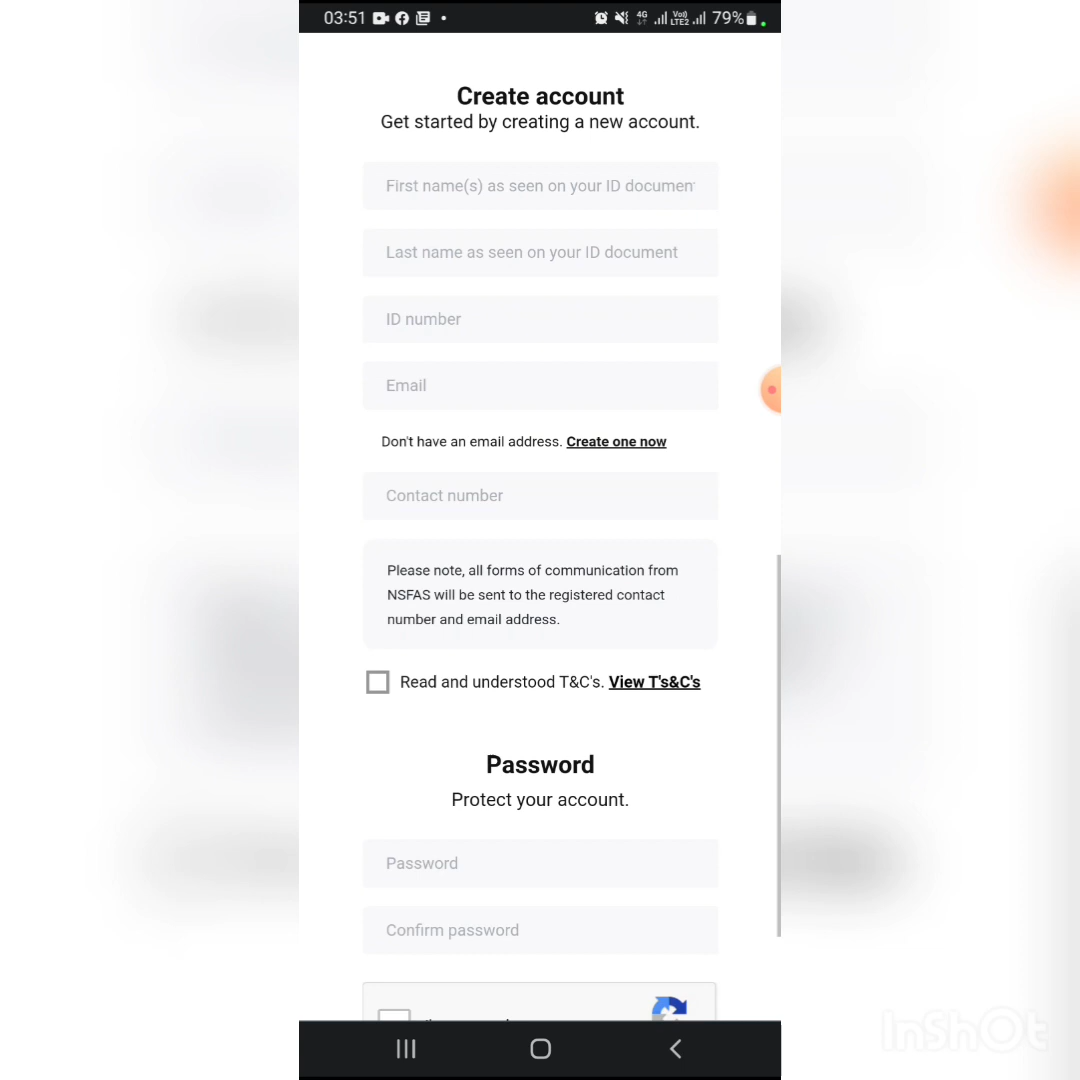 03:51 4G Vo)) LTE2 79%
Create account
Get started by creating a new account.
First name(s) as seen on your ID documen
Last name as seen on your ID document
ID number
Email
Don't have an email address. Create one now
Contact number
Please note, all forms of communication from
NSFAS will be sent to the registered contact
number and email address.
Read and understood T&C's. View T's&C's
Password
Protect your account.
Password
Confirm password
InShOt